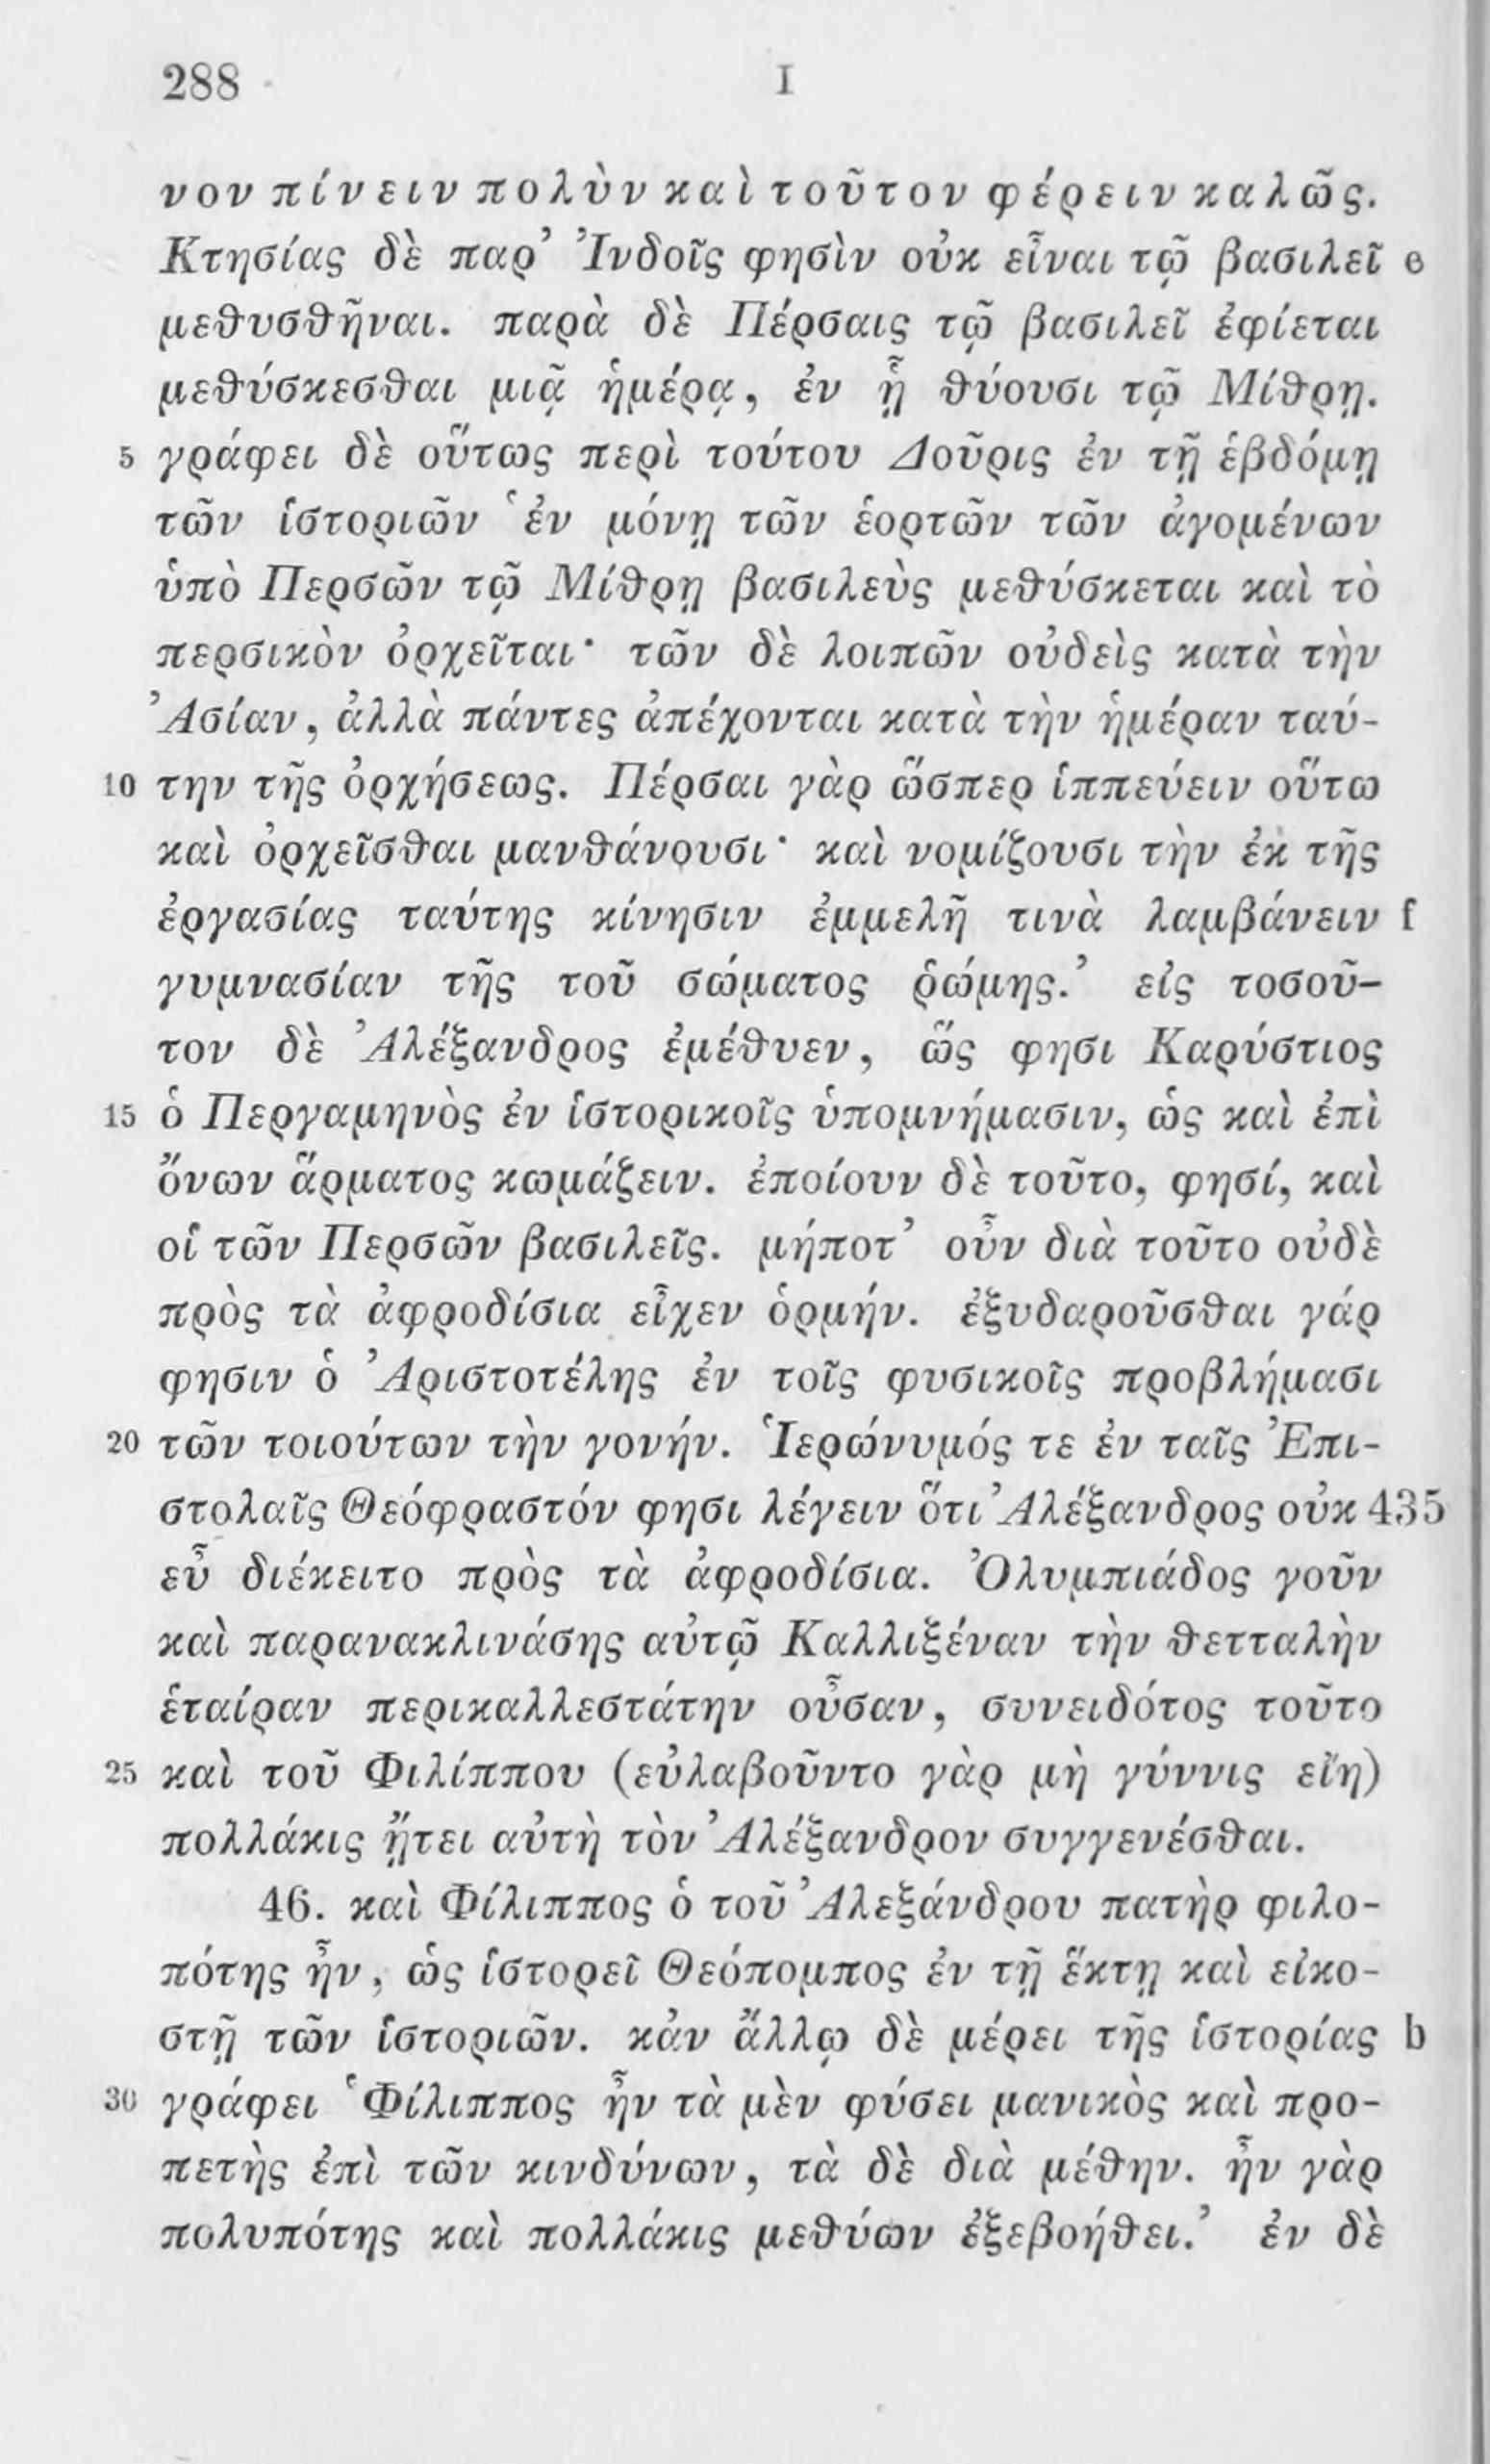 288 I
νον πίνειν πολὺν καὶ τοῦτον φέρειν καλῶς.
Κτησίας δὲ παρ’ Ἰνδοῖς φησὶν οὐκ εἶναι τῷ βασιλεῖ e
μεθυσθῆναι. παρὰ δὲ Πέρσαις τῷ βασιλεῖ ἐφίεται
μεθύσκεσθαι μιᾷ ἡμέρᾳ, ἐν ᾗ θύουσι τῷ Μίθρῃ.
5 γράφει δὲ οὕτως περὶ τούτου Δοῦρις ἐν τῇ ἑβδόμῃ
τῶν ἱστοριῶν ‘ἐν μόνῃ τῶν ἑορτῶν τῶν ἀγομένων
ὑπὸ Περσῶν τῷ Μίθρῃ βασιλεὺς μεθύσκεται καὶ τὸ
περσικὸν ὀρχεῖται· τῶν δὲ λοιπῶν οὐδεὶς κατὰ τὴν
Ἀσίαν, ἀλλὰ πάντες ἀπέχονται κατὰ τὴν ἡμέραν ταύ-
10 την τῆς ὀρχήσεως. Πέρσαι γὰρ ὥσπερ ἱππεύειν οὕτω
καὶ ὀρχεῖσθαι μανθάνουσι· καὶ νομίζουσι τὴν ἐκ τῆς
ἐργασίας ταύτης κίνησιν ἐμμελῆ τινὰ λαμβάνειν f
γυμνασίαν τῆς τοῦ σώματος ῥώμης.’ εἰς τοσοῦ-
τον δὲ Ἀλέξανδρος ἐμέθυεν, ὥς φησι Καρύστιος
15 ὁ Περγαμηνὸς ἐν ἱστορικοῖς ὑπομνήμασιν, ὡς καὶ ἐπὶ
ὄνων ἅρματος κωμάζειν. ἐποίουν δὲ τοῦτο, φησί, καὶ
οἱ τῶν Περσῶν βασιλεῖς. μήποτ’ οὖν διὰ τοῦτο οὐδὲ
πρὸς τὰ ἀφροδίσια εἶχεν ὁρμήν. ἐξυδαροῦσθαι γάρ
φησιν ὁ Ἀριστοτέλης ἐν τοῖς φυσικοῖς προβλήμασι
20 τῶν τοιούτων τὴν γονήν. Ἱερώνυμός τε ἐν ταῖς Ἐπι-
στολαῖς Θεόφραστόν φησι λέγειν ὅτι Ἀλέξανδρος οὐκ 435
εὖ διέκειτο πρὸς τὰ ἀφροδίσια. Ὀλυμπιάδος γοῦν
καὶ παρανακλινάσης αὐτῷ Καλλιξέναν τὴν θετταλὴν
ἑταίραν περικαλλεστάτην οὖσαν, συνειδότος τοῦτο
25 καὶ τοῦ Φιλίππου (εὐλαβοῦντο γὰρ μὴ γύννις εἴη)
πολλάκις ᾔτει αὐτὴ τὸν Ἀλέξανδρον συγγενέσθαι.
46. καὶ Φίλιππος ὁ τοῦ Ἀλεξάνδρου πατὴρ φιλο-
πότης ἦν, ὡς ἱστορεῖ Θεόπομπος ἐν τῇ ἕκτῃ καὶ εἰκο-
στῇ τῶν ἱστοριῶν. κἀν ἄλλῳ δὲ μέρει τῆς ἱστορίας b
30 γράφει ‘Φίλιππος ἦν τὰ μὲν φύσει μανικὸς καὶ προ-
πετὴς ἐπὶ τῶν κινδύνων, τὰ δὲ διὰ μέθην. ἦν γὰρ
πολυπότης καὶ πολλάκις μεθύων ἐξεβοήθει.’ ἐν δὲ